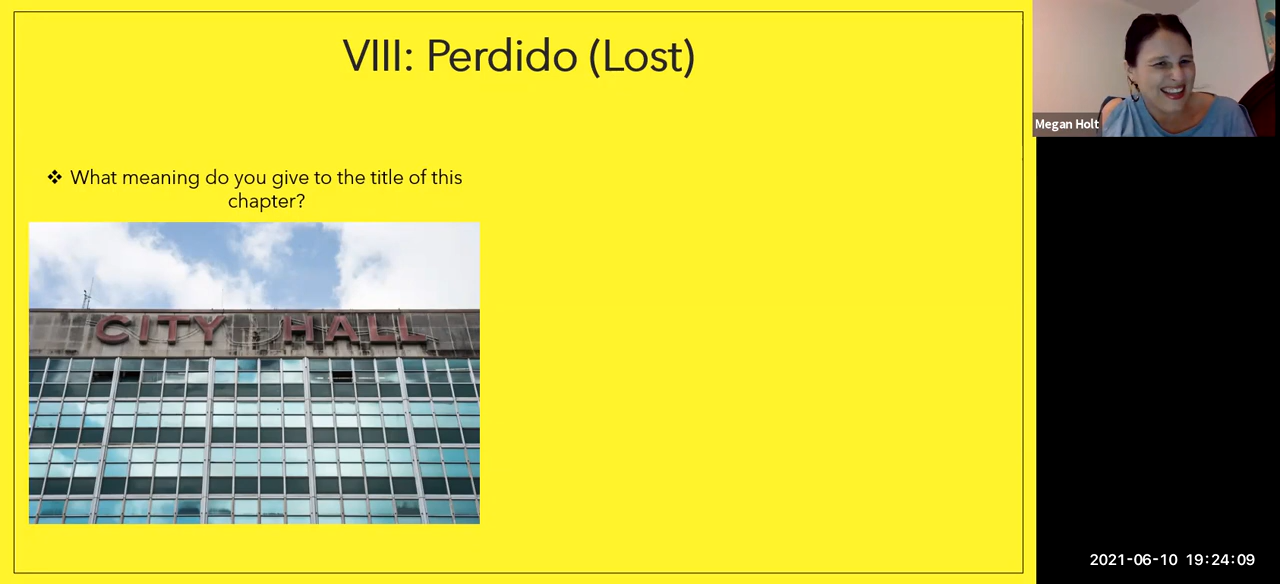 VIII: Perdido (Lost)
❖ What meaning do you give to the title of this
chapter?
CITY HALL
Megan Holt
2021-06-10 19:24:09